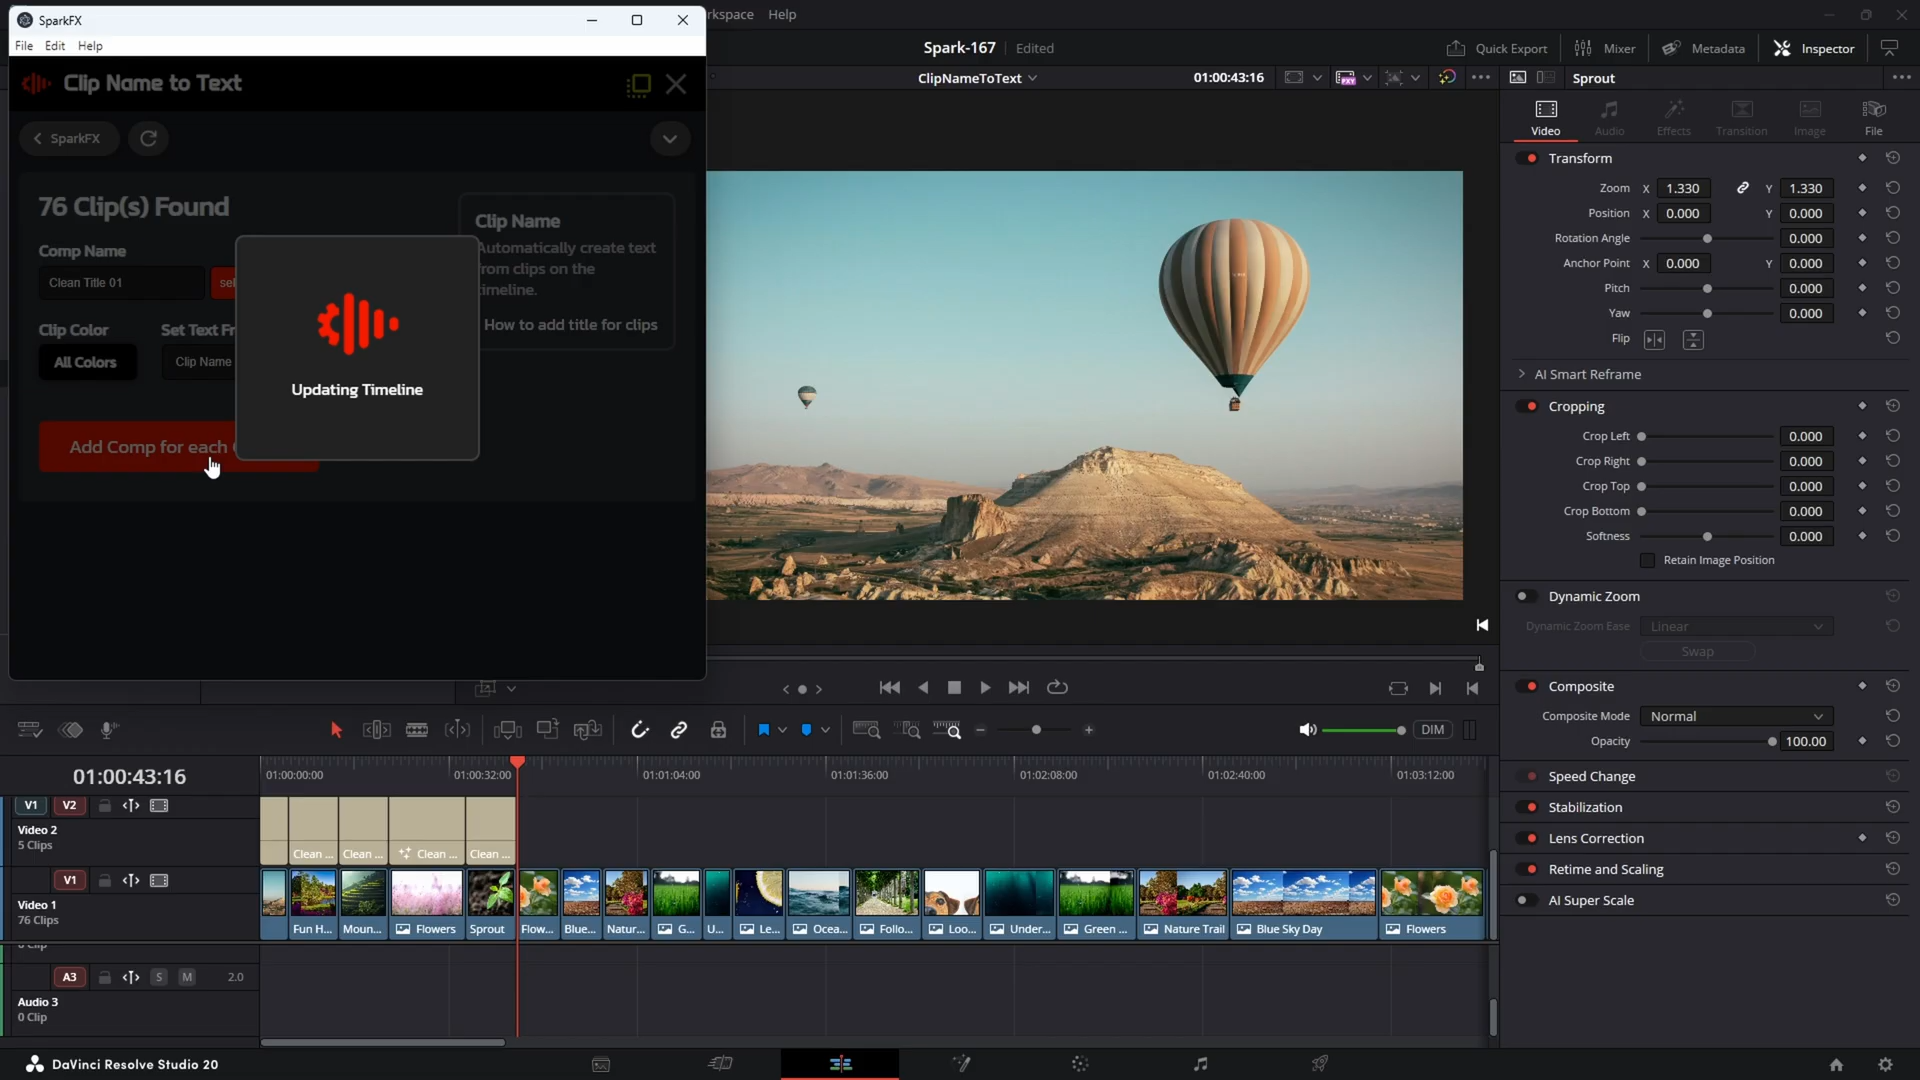 SparkFX
File Edit Help
rkspace Help
Spark-167 Edited
Quick Export Mixer Metadata Inspector
Clip Name to Text
ClipNameToText
01:00:43:16
PXY
Sprout
SparkFX
Video Audio Effects Transition Image File
76 Clip(s) Found
Comp Name
Clean Title 01
Clip Color
Set Text Fr
All Colors
Clip Name
Add Comp for each
Clip Name
Automatically create text
from clips on the
timeline.
How to add title for clips
Updating Timeline
Transform
Zoom X 1.330 Y 1.330
Position X 0.000 Y 0.000
Rotation Angle 0.000
Anchor Point X 0.000 Y 0.000
Pitch 0.000
Yaw 0.000
Flip
AI Smart Reframe
Cropping
Crop Left 0.000
Crop Right 0.000
Crop Top 0.000
Crop Bottom 0.000
Softness 0.000
Retain Image Position
Dynamic Zoom
Dynamic Zoom Ease Linear
Swap
Composite
Composite Mode Normal
Opacity 100.00
Speed Change
Stabilization
Lens Correction
Retime and Scaling
AI Super Scale
DIM
01:00:43:16
01:00:00:00 01:00:32:00 01:01:04:00 01:01:36:00 01:02:08:00 01:02:40:00 01:03:12:00
V1 V2
Video 2
5 Clips
Clean ... Clean ... Clean ... Clean ...
V1
Video 1
76 Clips
Fun H... Moun... Flowers Sprout Flow... Blue... Natur... G... U... Le... Ocea... Follo... Loo... Under... Green ... Nature Trail Blue Sky Day Flowers
A3 S M 2.0
Audio 3
0 Clip
DaVinci Resolve Studio 20